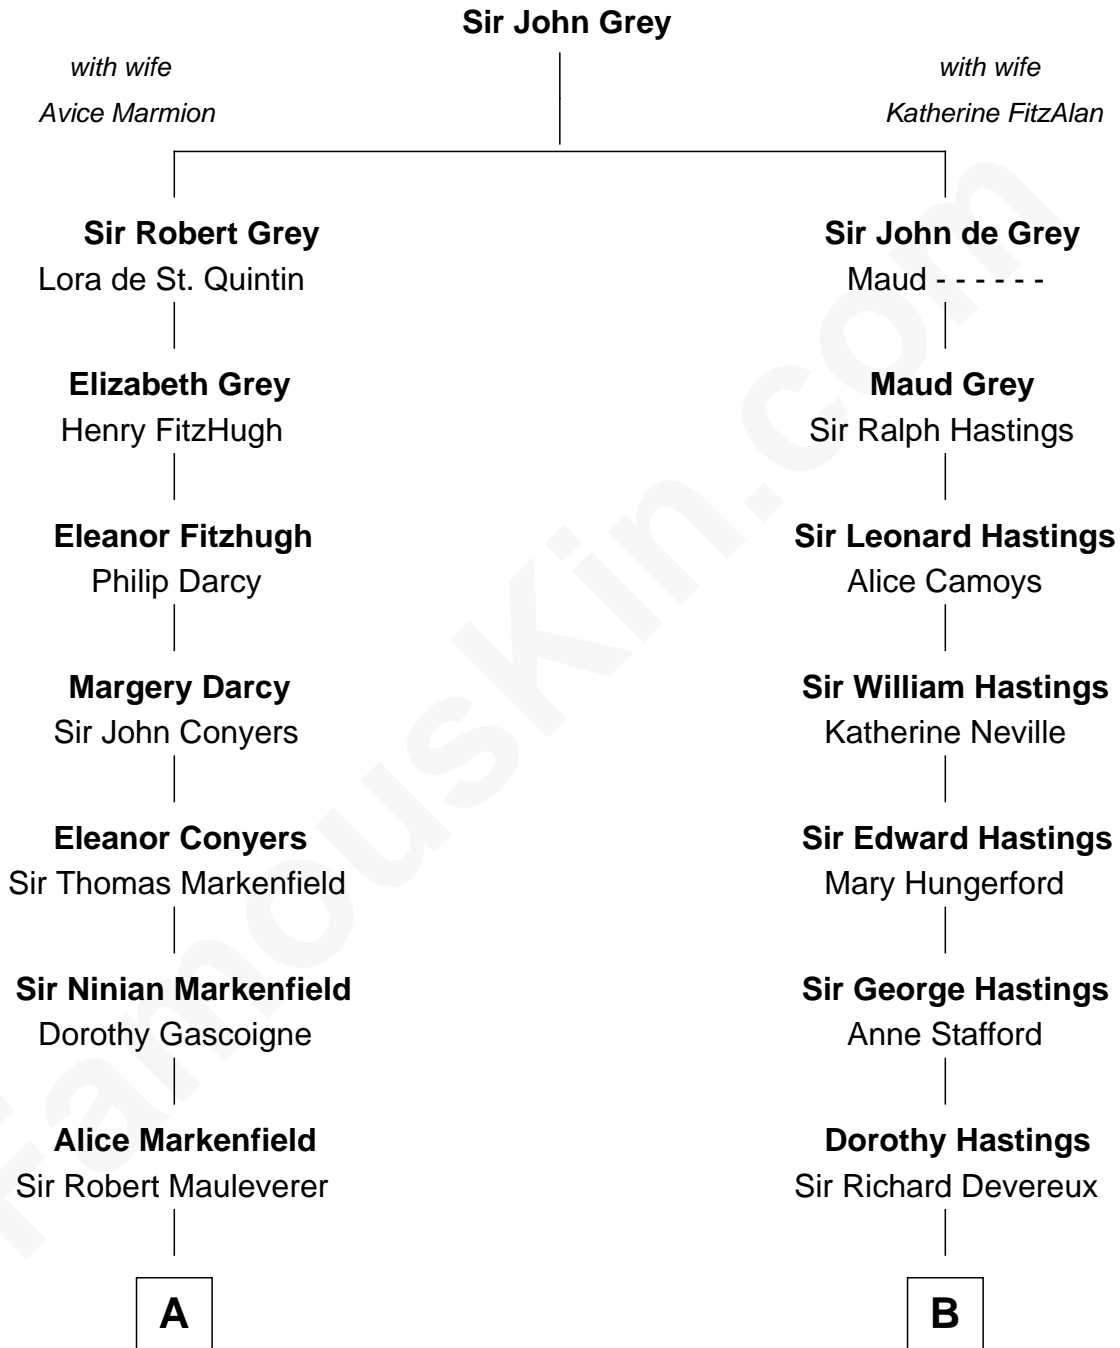 Sir John Grey
with wife
Avice Marmion
with wife
Katherine FitzAlan
Sir Robert Grey
Lora de St. Quintin
Elizabeth Grey
Henry FitzHugh
Eleanor Fitzhugh
Philip Darcy
Margery Darcy
Sir John Conyers
Eleanor Conyers
Sir Thomas Markenfield
Sir Ninian Markenfield
Dorothy Gascoigne
Alice Markenfield
Sir Robert Mauleverer
A
Sir John de Grey
Maud - - - - - -
Maud Grey
Sir Ralph Hastings
Sir Leonard Hastings
Alice Camoys
Sir William Hastings
Katherine Neville
Sir Edward Hastings
Mary Hungerford
Sir George Hastings
Anne Stafford
Dorothy Hastings
Sir Richard Devereux
B
FamousKin.com